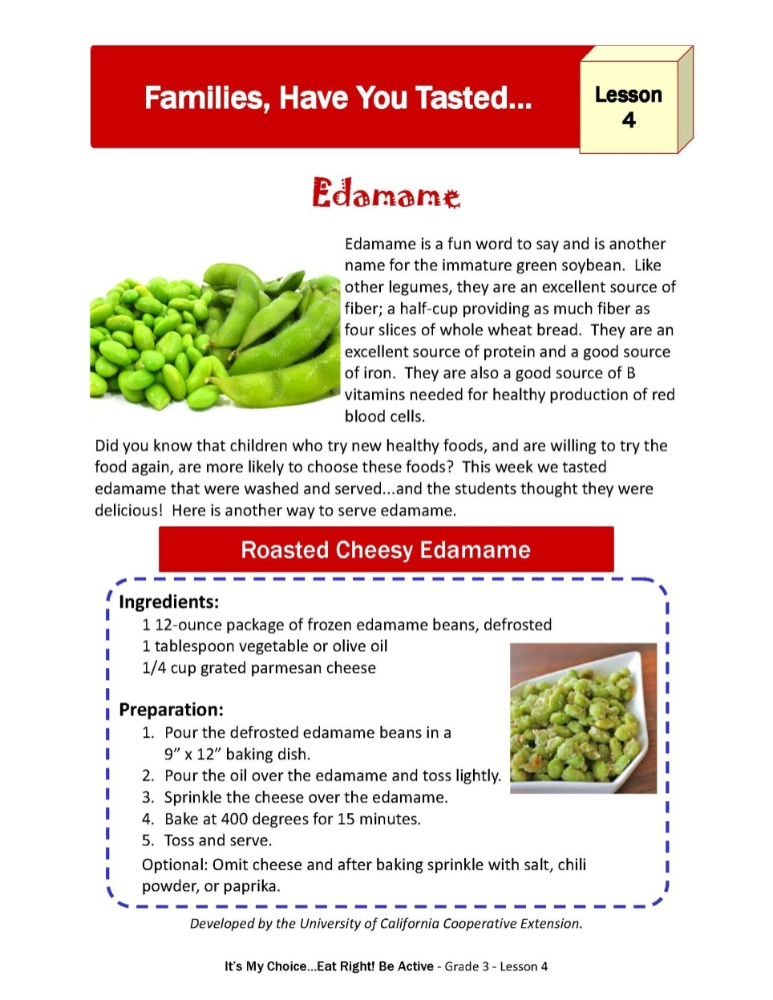 Families, Have You Tasted...
Lesson
4
Edamame
Edamame is a fun word to say and is another
name for the immature green soybean.  Like
other legumes, they are an excellent source of
fiber; a half-cup providing as much fiber as
four slices of whole wheat bread.  They are an
excellent source of protein and a good source
of iron.  They are also a good source of B
vitamins needed for healthy production of red
blood cells.
Did you know that children who try new healthy foods, and are willing to try the
food again, are more likely to choose these foods?  This week we tasted
edamame that were washed and served...and the students thought they were
delicious!  Here is another way to serve edamame.
Roasted Cheesy Edamame
Ingredients:
1 12-ounce package of frozen edamame beans, defrosted
1 tablespoon vegetable or olive oil
1/4 cup grated parmesan cheese
Preparation:
1. Pour the defrosted edamame beans in a
9” x 12” baking dish.
2. Pour the oil over the edamame and toss lightly.
3. Sprinkle the cheese over the edamame.
4. Bake at 400 degrees for 15 minutes.
5. Toss and serve.
Optional: Omit cheese and after baking sprinkle with salt, chili
powder, or paprika.
Developed by the University of California Cooperative Extension.
It’s My Choice...Eat Right! Be Active - Grade 3 - Lesson 4